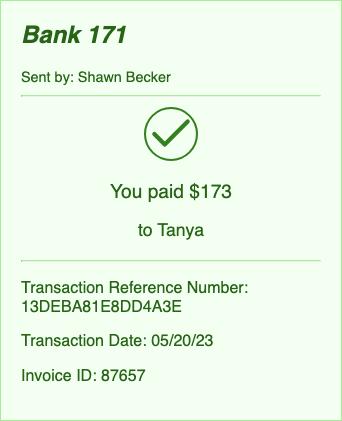 Bank 171
Sent by: Shawn Becker
You paid $173
to Tanya
Transaction Reference Number:
13DEBA81E8DD4A3E
Transaction Date: 05/20/23
Invoice ID: 87657